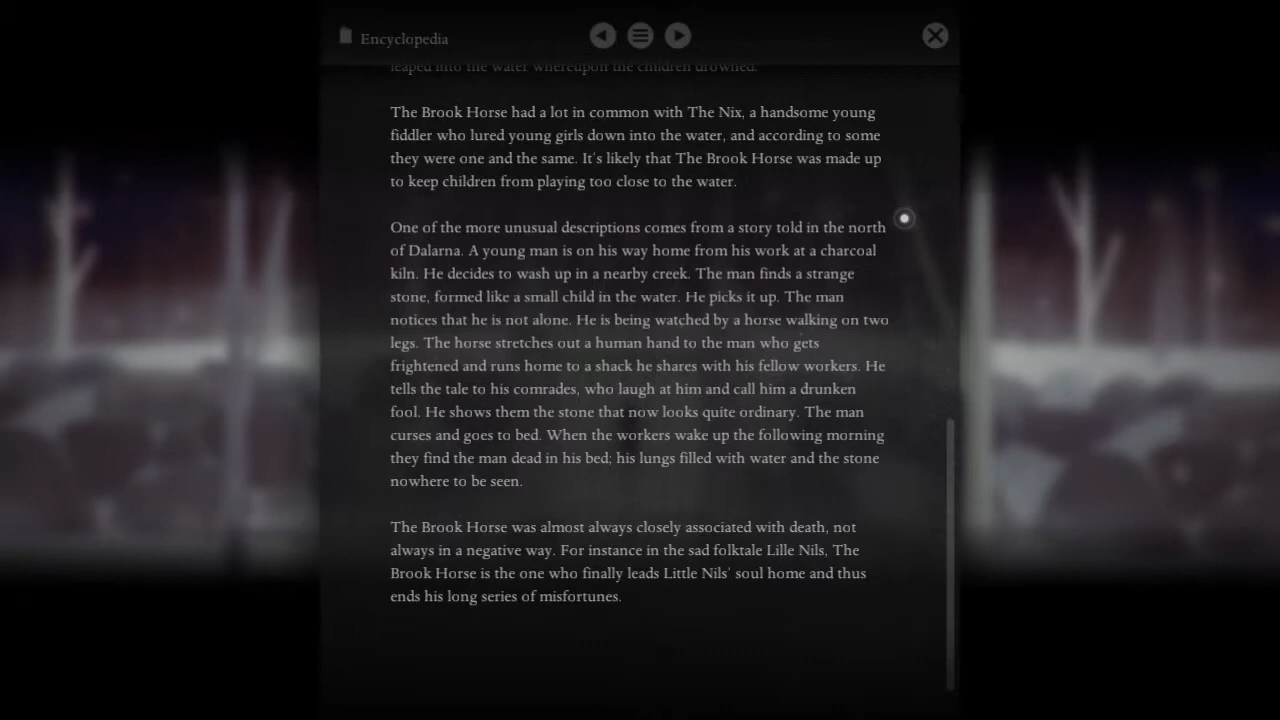 Encyclopedia
leaped into the water whereupon the children drowned.
The Brook Horse had a lot in common with The Nix, a handsome young
fiddler who lured young girls down into the water, and according to some
they were one and the same. It's likely that The Brook Horse was made up
to keep children from playing too close to the water.
One of the more unusual descriptions comes from a story told in the north
of Dalarna. A young man is on his way home from his work at a charcoal
kiln. He decides to wash up in a nearby creek. The man finds a strange
stone, formed like a small child in the water. He picks it up. The man
notices that he is not alone. He is being watched by a horse walking on two
legs. The horse stretches out a human hand to the man who gets
frightened and runs home to a shack he shares with his fellow workers. He
tells the tale to his comrades, who laugh at him and call him a drunken
fool. He shows them the stone that now looks quite ordinary. The man
curses and goes to bed. When the workers wake up the following morning
they find the man dead in his bed; his lungs filled with water and the stone
nowhere to be seen.
The Brook Horse was almost always closely associated with death, not
always in a negative way. For instance in the sad folktale Lille Nils, The
Brook Horse is the one who finally leads Little Nils' soul home and thus
ends his long series of misfortunes.